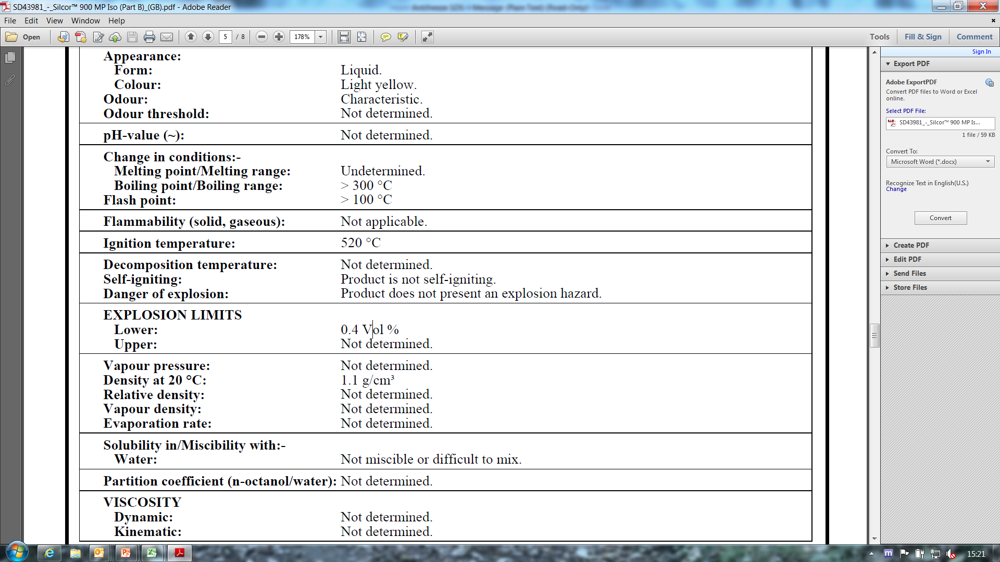 SD43981_-_Silcor™ 900 MP Iso (Part B)_(GB).pdf - Adobe Reader
File Edit View Window Help
Open 5 / 8 178% Tools Fill & Sign Comment
Sign In
Export PDF
Adobe ExportPDF
Convert PDF files to Word or Excel
online.
Select PDF File:
SD43981_-_Silcor™ 900 MP Is...
1 file / 59 KB
Convert To:
Microsoft Word (*.docx)
Recognize Text in English(U.S.)
Change
Convert
Create PDF
Edit PDF
Send Files
Store Files
Appearance:
Form: Liquid.
Colour: Light yellow.
Odour: Characteristic.
Odour threshold: Not determined.
pH-value (~): Not determined.
Change in conditions:-
Melting point/Melting range: Undetermined.
Boiling point/Boiling range: > 300 °C
Flash point: > 100 °C
Flammability (solid, gaseous): Not applicable.
Ignition temperature: 520 °C
Decomposition temperature: Not determined.
Self-igniting: Product is not self-igniting.
Danger of explosion: Product does not present an explosion hazard.
EXPLOSION LIMITS
Lower: 0.4 Vol %
Upper: Not determined.
Vapour pressure: Not determined.
Density at 20 °C: 1.1 g/cm³
Relative density: Not determined.
Vapour density: Not determined.
Evaporation rate: Not determined.
Solubility in/Miscibility with:-
Water: Not miscible or difficult to mix.
Partition coefficient (n-octanol/water): Not determined.
VISCOSITY
Dynamic: Not determined.
Kinematic: Not determined.
15:21